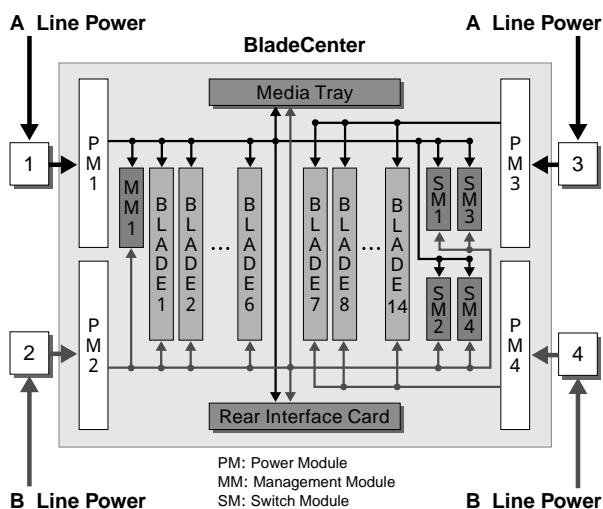 A Line Power
A Line Power
BladeCenter
Media Tray
1
PM1
PM3
3
MM1
BLADE1
BLADE2
...
BLADE6
BLADE7
BLADE8
...
BLADE14
SM1
SM3
SM2
SM4
2
PM2
PM4
4
Rear Interface Card
PM: Power Module
MM: Management Module
SM: Switch Module
B Line Power
B Line Power